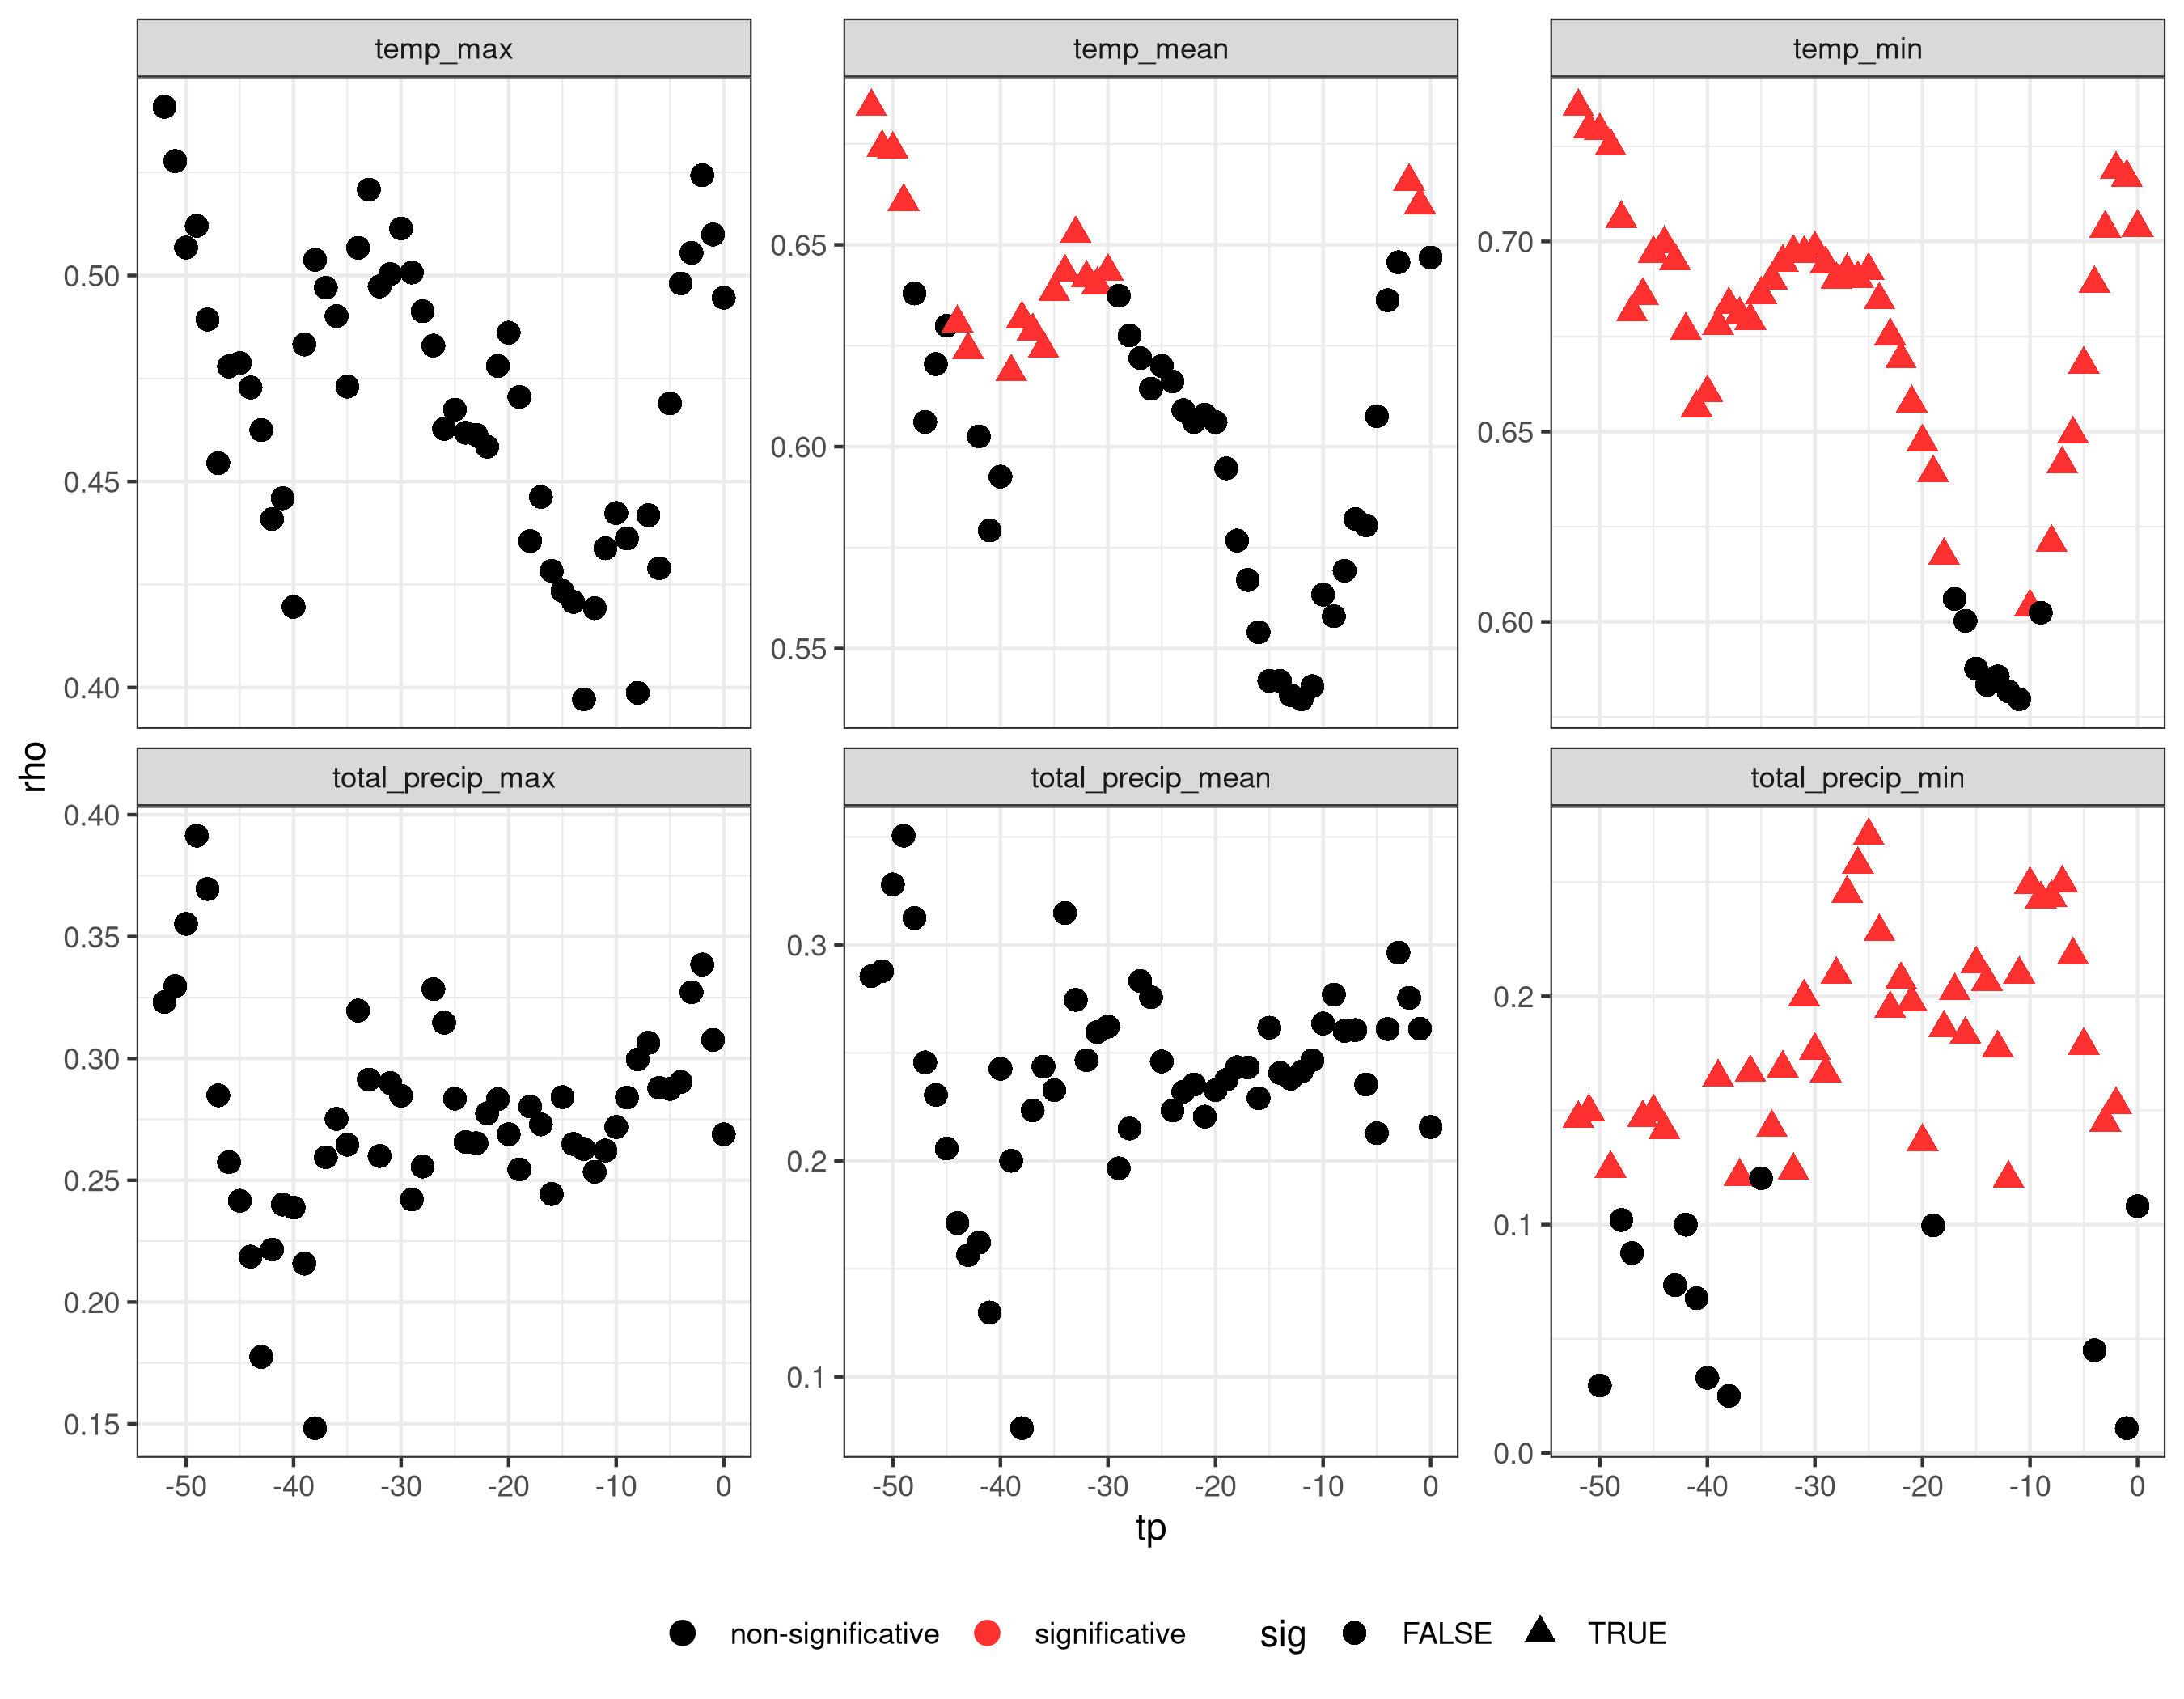 temp_max
temp_mean
temp_min
0.50
0.45
0.40
0.65
0.60
0.55
0.70
0.65
0.60
rho
total_precip_max
total_precip_mean
total_precip_min
0.40
0.35
0.30
0.25
0.20
0.15
0.3
0.2
0.1
0.2
0.1
0.0
-50 -40 -30 -20 -10 0
-50 -40 -30 -20 -10 0
-50 -40 -30 -20 -10 0
tp
non-significative significative sig FALSE TRUE